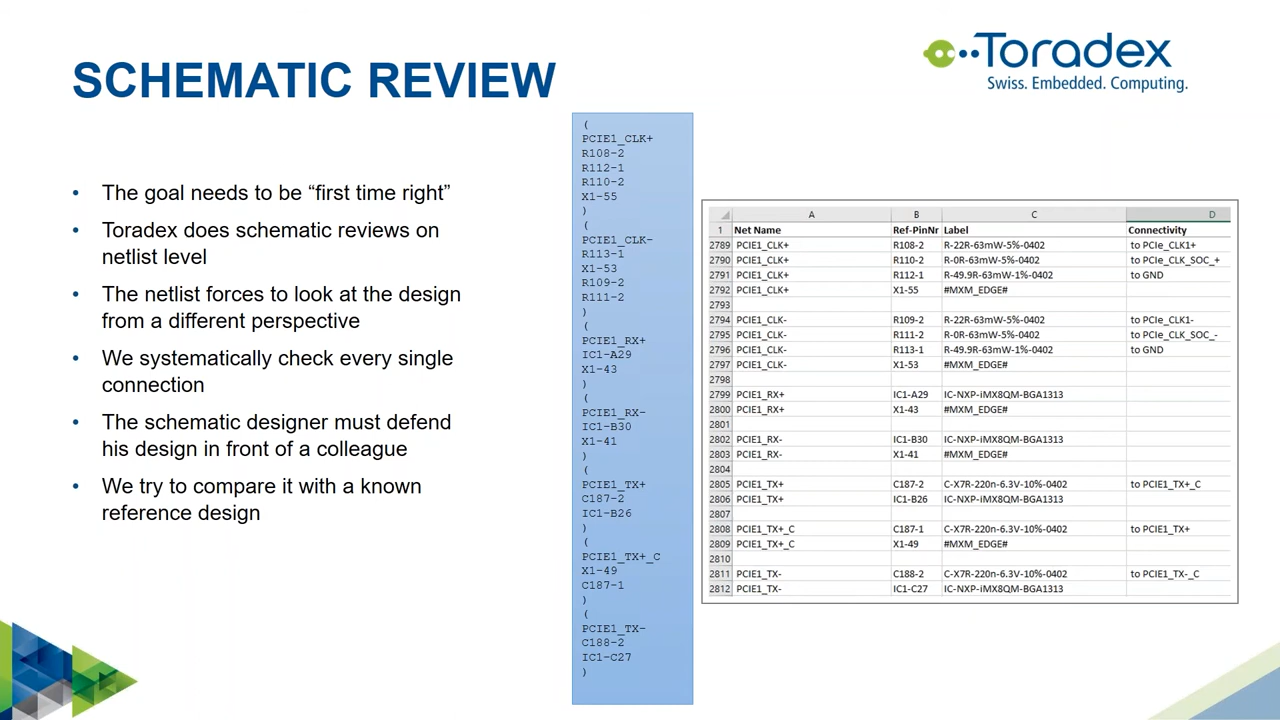 SCHEMATIC REVIEW
Toradex
Swiss. Embedded. Computing.
• The goal needs to be “first time right”
• Toradex does schematic reviews on
netlist level
• The netlist forces to look at the design
from a different perspective
• We systematically check every single
connection
• The schematic designer must defend
his design in front of a colleague
• We try to compare it with a known
reference design
(
PCIE1_CLK+
R108-2
R112-1
R110-2
X1-55
)
(
PCIE1_CLK-
R113-1
X1-53
R109-2
R111-2
)
(
PCIE1_RX+
IC1-A29
X1-43
)
(
PCIE1_RX-
IC1-B30
X1-41
)
(
PCIE1_TX+
C187-2
IC1-B26
)
(
PCIE1_TX+_C
X1-49
C187-1
)
(
PCIE1_TX-
C188-2
IC1-C27
)
A B C D
1 Net Name Ref-PinNr Label Connectivity
2789 PCIE1_CLK+ R108-2 R-22R-63mW-5%-0402 to PCIe_CLK1+
2790 PCIE1_CLK+ R110-2 R-0R-63mW-5%-0402 to PCIe_CLK_SOC_+
2791 PCIE1_CLK+ R112-1 R-49.9R-63mW-1%-0402 to GND
2792 PCIE1_CLK+ X1-55 #MXM_EDGE#
2793
2794 PCIE1_CLK- R109-2 R-22R-63mW-5%-0402 to PCIe_CLK1-
2795 PCIE1_CLK- R111-2 R-0R-63mW-5%-0402 to PCIe_CLK_SOC_-
2796 PCIE1_CLK- R113-1 R-49.9R-63mW-1%-0402 to GND
2797 PCIE1_CLK- X1-53 #MXM_EDGE#
2798
2799 PCIE1_RX+ IC1-A29 IC-NXP-iMX8QM-BGA1313
2800 PCIE1_RX+ X1-43 #MXM_EDGE#
2801
2802 PCIE1_RX- IC1-B30 IC-NXP-iMX8QM-BGA1313
2803 PCIE1_RX- X1-41 #MXM_EDGE#
2804
2805 PCIE1_TX+ C187-2 C-X7R-220n-6.3V-10%-0402 to PCIE1_TX+_C
2806 PCIE1_TX+ IC1-B26 IC-NXP-iMX8QM-BGA1313
2807
2808 PCIE1_TX+_C C187-1 C-X7R-220n-6.3V-10%-0402 to PCIE1_TX+
2809 PCIE1_TX+_C X1-49 #MXM_EDGE#
2810
2811 PCIE1_TX- C188-2 C-X7R-220n-6.3V-10%-0402 to PCIE1_TX-_C
2812 PCIE1_TX- IC1-C27 IC-NXP-iMX8QM-BGA1313